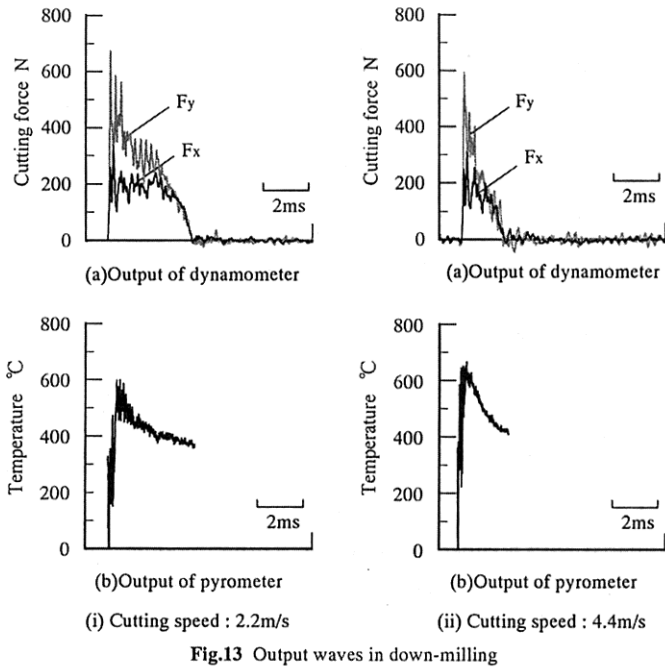 800
600
400
200
0
Cutting force N
Fy
Fx
2ms
(a)Output of dynamometer
800
600
400
200
0
Temperature ℃
2ms
(b)Output of pyrometer
(i) Cutting speed : 2.2m/s
800
600
400
200
0
Cutting force N
Fy
Fx
2ms
(a)Output of dynamometer
800
600
400
200
0
Temperature ℃
2ms
(b)Output of pyrometer
(ii) Cutting speed : 4.4m/s
Fig.13 Output waves in down-milling